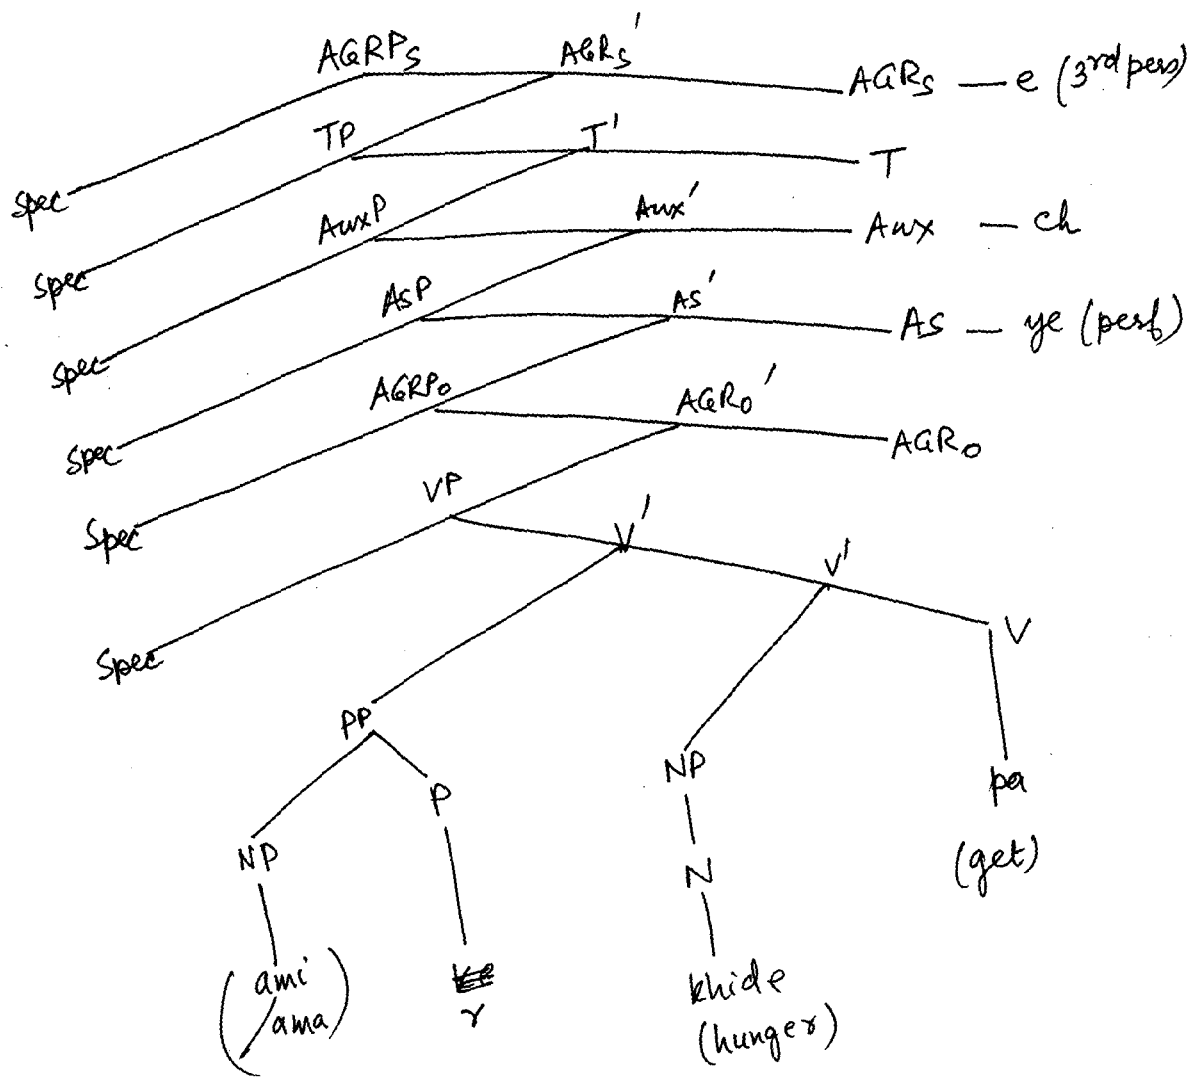 AGRPs AGRs' AGRs — e (3rd pers)
TP T' T
spec
AuxP Aux' Aux — ch
spec
AsP As' As — ye (perf)
spec
AGRPo AGRo' AGRo
spec
VP V' V' V
Spec
Spec
PP
NP P NP pa
N (get)
ami r khide
/ama (hunger)